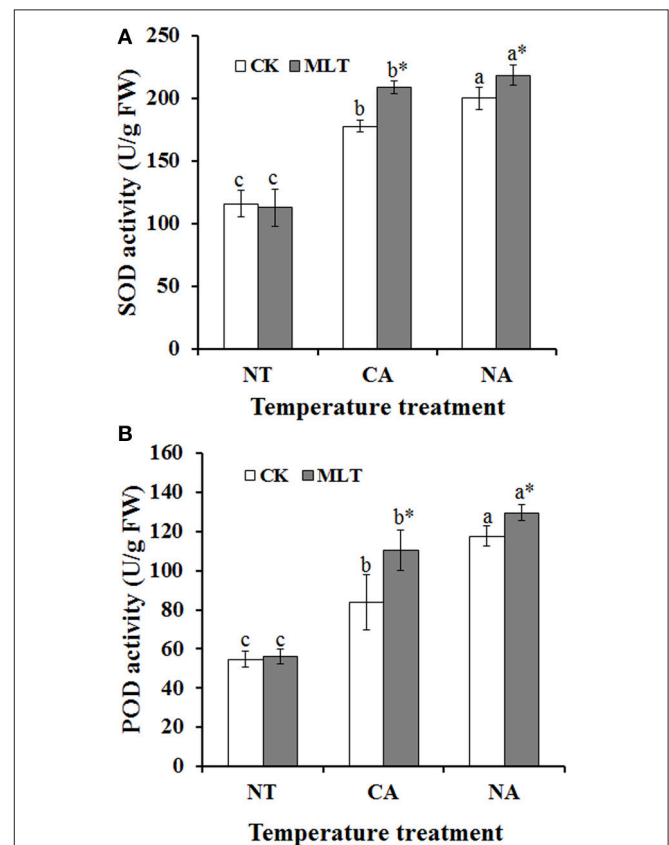 A
SOD activity (U/g FW)
250
200
150
100
50
0
CK MLT
c c
b b*
a a*
NT CA NA
Temperature treatment
B
POD activity (U/g FW)
160
140
120
100
80
60
40
20
0
CK MLT
c c
b b*
a a*
NT CA NA
Temperature treatment